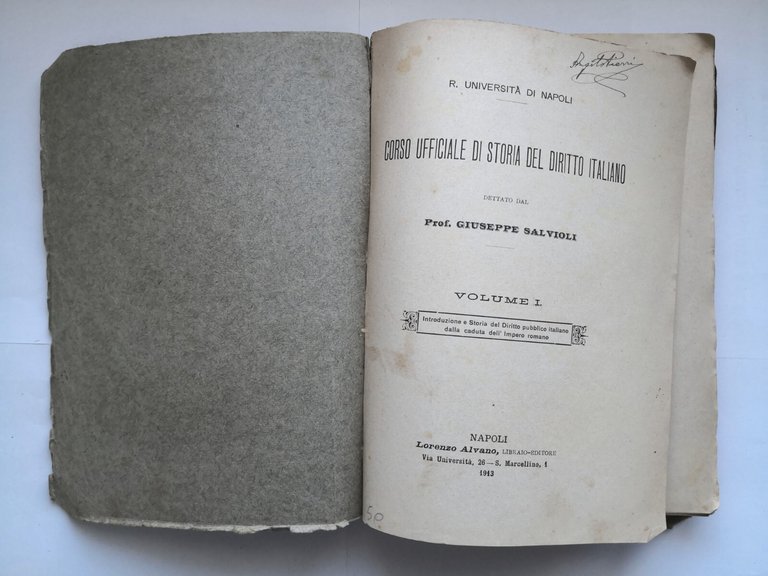 R. UNIVERSITÀ DI NAPOLI
CORSO UFFICIALE DI STORIA DEL DIRITTO ITALIANO
DETTATO DAL
Prof. GIUSEPPE SALVIOLI
VOLUME I.
Introduzione e Storia del Diritto pubblico italiano
dalla caduta dell' Impero romano
NAPOLI
Lorenzo Alvano, LIBRAIO-EDITORE
Via Università, 26 — S. Marcellino, 1
1913
50